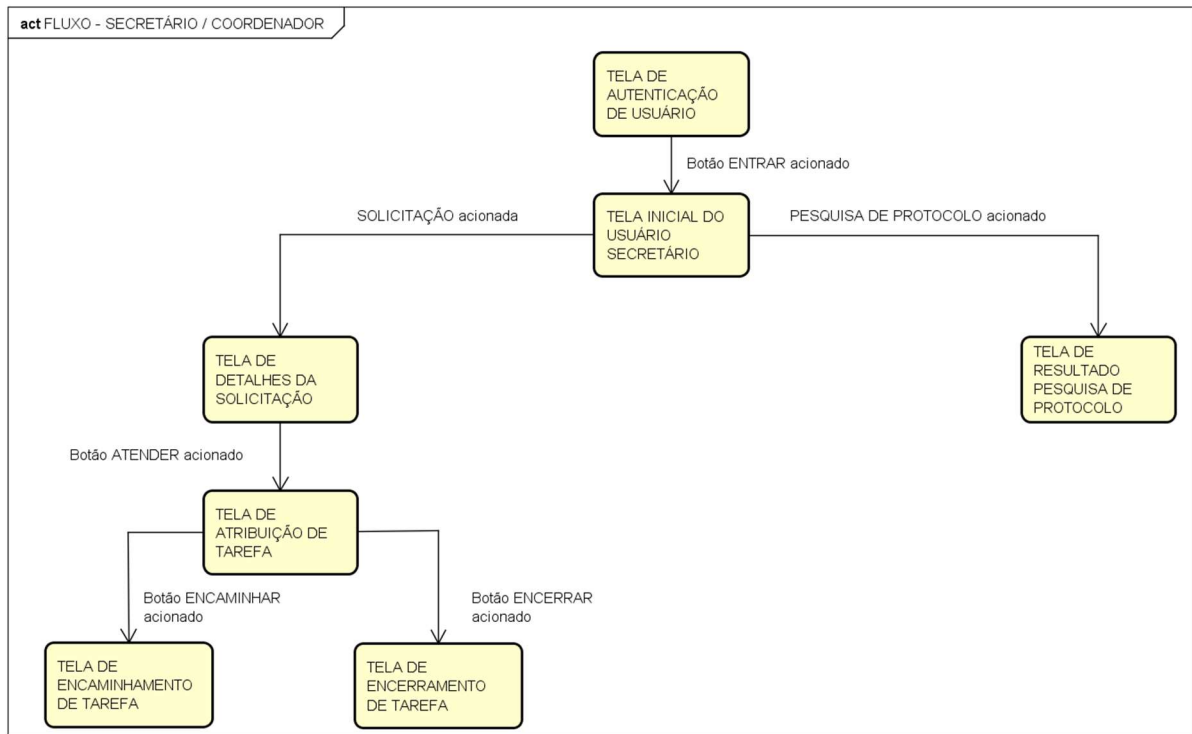 act FLUXO - SECRETÁRIO / COORDENADOR
TELA DE
AUTENTICAÇÃO
DE USUÁRIO
Botão ENTRAR acionado
SOLICITAÇÃO acionada
TELA INICIAL DO
USUÁRIO
SECRETÁRIO
PESQUISA DE PROTOCOLO acionado
TELA DE
DETALHES DA
SOLICITAÇÃO
TELA DE
RESULTADO
PESQUISA DE
PROTOCOLO
Botão ATENDER acionado
TELA DE
ATRIBUIÇÃO DE
TAREFA
Botão ENCAMINHAR
acionado
Botão ENCERRAR
acionado
TELA DE
ENCAMINHAMENTO
DE TAREFA
TELA DE
ENCERRAMENTO
DE TAREFA